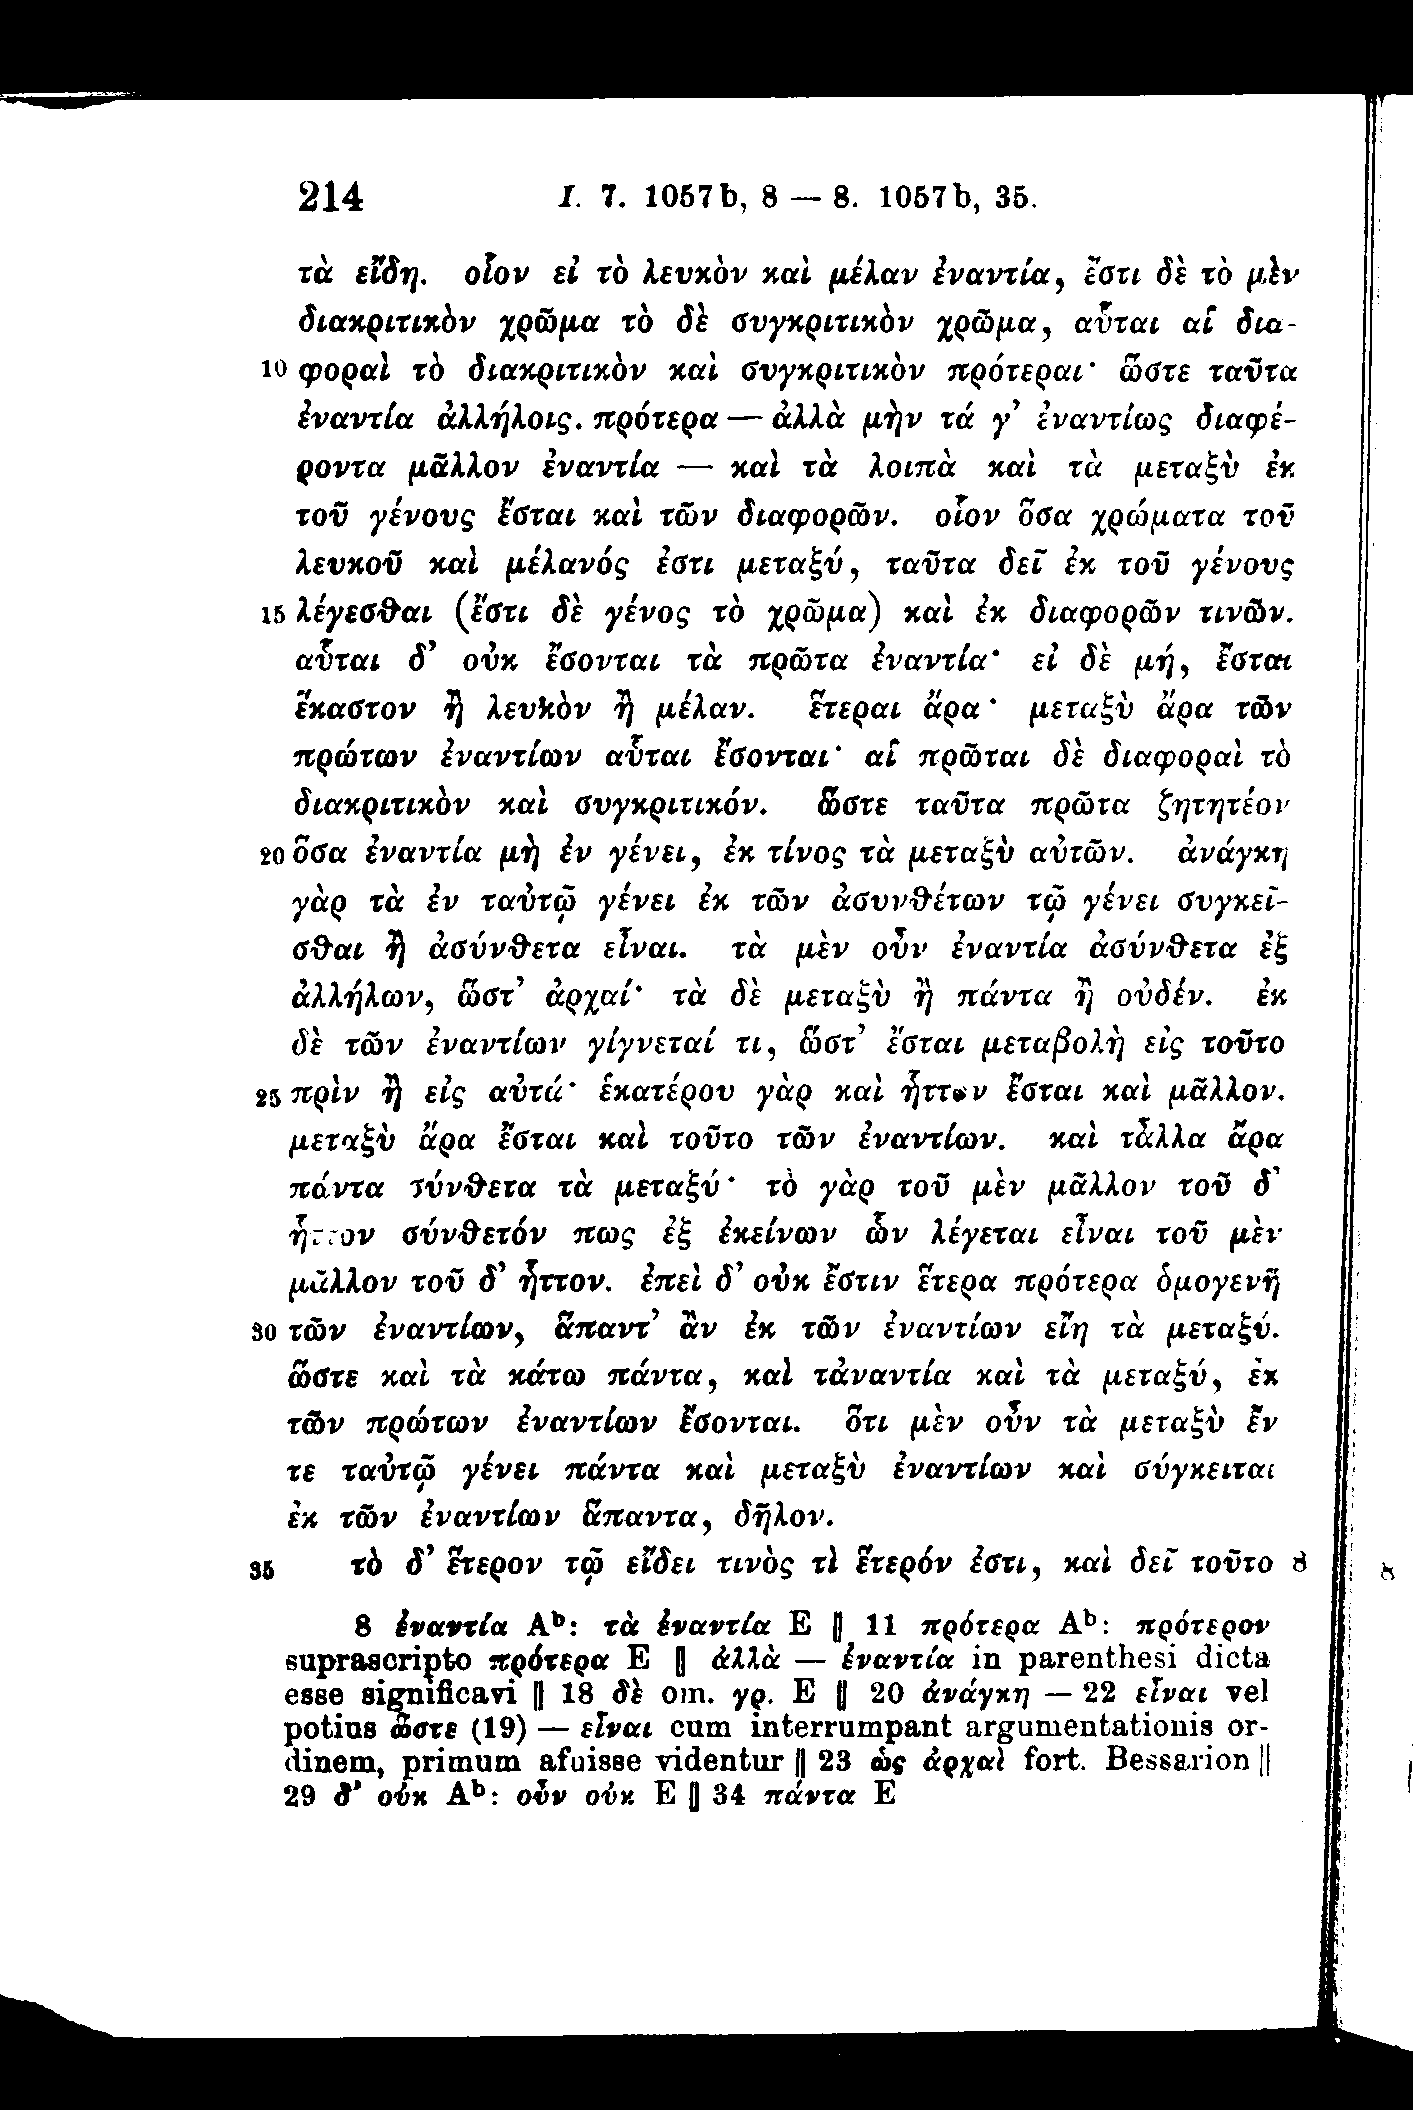 214 I. 7. 1057b, 8 — 8. 1057b, 35.
τὰ εἴδη. οἷον εἰ τὸ λευκὸν καὶ μέλαν ἐναντία, ἔστι δὲ τὸ μὲν
διακριτικὸν χρῶμα τὸ δὲ συγκριτικὸν χρῶμα, αὗται αἱ δια-
10 φοραὶ τὸ διακριτικὸν καὶ συγκριτικὸν πρότεραι· ὥστε ταῦτα
ἐναντία ἀλλήλοις. πρότερα — ἀλλὰ μὴν τά γ’ ἐναντίως διαφέ-
ροντα μᾶλλον ἐναντία — καὶ τὰ λοιπὰ καὶ τὰ μεταξὺ ἐκ
τοῦ γένους ἔσται καὶ τῶν διαφορῶν. οἷον ὅσα χρώματα τοῦ
λευκοῦ καὶ μέλανός ἐστι μεταξύ, ταῦτα δεῖ ἐκ τοῦ γένους
15 λέγεσθαι (ἔστι δὲ γένος τὸ χρῶμα) καὶ ἐκ διαφορῶν τινῶν.
αὗται δ’ οὐκ ἔσονται τὰ πρῶτα ἐναντία· εἰ δὲ μή, ἔσται
ἕκαστον ἢ λευκὸν ἢ μέλαν. ἕτεραι ἄρα· μεταξὺ ἄρα τῶν
πρώτων ἐναντίων αὗται ἔσονται· αἱ πρῶται δὲ διαφοραὶ τὸ
διακριτικὸν καὶ συγκριτικόν. ὥστε ταῦτα πρῶτα ζητητέον
20 ὅσα ἐναντία μὴ ἐν γένει, ἐκ τίνος τὰ μεταξὺ αὐτῶν. ἀνάγκη
γὰρ τὰ ἐν ταὐτῷ γένει ἐκ τῶν ἀσυνθέτων τῷ γένει συγκεῖ-
σθαι ἢ ἀσύνθετα εἶναι. τὰ μὲν οὖν ἐναντία ἀσύνθετα ἐξ
ἀλλήλων, ὥστ’ ἀρχαί· τὰ δὲ μεταξὺ ἢ πάντα ἢ οὐδέν. ἐκ
δὲ τῶν ἐναντίων γίγνεταί τι, ὥστ’ ἔσται μεταβολὴ εἰς τοῦτο
25 πρὶν ἢ εἰς αὐτά· ἑκατέρου γὰρ καὶ ἧττον ἔσται καὶ μᾶλλον.
μεταξὺ ἄρα ἔσται καὶ τοῦτο τῶν ἐναντίων. καὶ τἆλλα ἄρα
πάντα σύνθετα τὰ μεταξύ· τὸ γὰρ τοῦ μὲν μᾶλλον τοῦ δ’
ἧττον σύνθετόν πως ἐξ ἐκείνων ὧν λέγεται εἶναι τοῦ μὲν
μᾶλλον τοῦ δ’ ἧττον. ἐπεὶ δ’ οὐκ ἔστιν ἕτερα πρότερα ὁμογενῆ
30 τῶν ἐναντίων, ἅπαντ’ ἂν ἐκ τῶν ἐναντίων εἴη τὰ μεταξύ.
ὥστε καὶ τὰ κάτω πάντα, καὶ τἀναντία καὶ τὰ μεταξύ, ἐκ
τῶν πρώτων ἐναντίων ἔσονται. ὅτι μὲν οὖν τὰ μεταξὺ ἔν
τε ταὐτῷ γένει πάντα καὶ μεταξὺ ἐναντίων καὶ σύγκειται
ἐκ τῶν ἐναντίων ἅπαντα, δῆλον.
35 τὸ δ’ ἕτερον τῷ εἴδει τινὸς τὶ ἕτερόν ἐστι, καὶ δεῖ τοῦτο 8
8 ἐναντία Aᵇ: τὰ ἐναντία E ‖ 11 πρότερα Aᵇ: πρότερον
suprascripto πρότερα E ‖ ἀλλὰ — ἐναντία in parenthesi dicta
esse significavi ‖ 18 δὲ om. γρ. E ‖ 20 ἀνάγκη — 22 εἶναι vel
potius ὥστε (19) — εἶναι cum interrumpant argumentationis or-
dinem, primum afuisse videntur ‖ 23 ὡς ἀρχαὶ fort. Bessarion ‖
29 δ’ οὐκ Aᵇ: οὖν οὐκ E ‖ 34 πάντα E